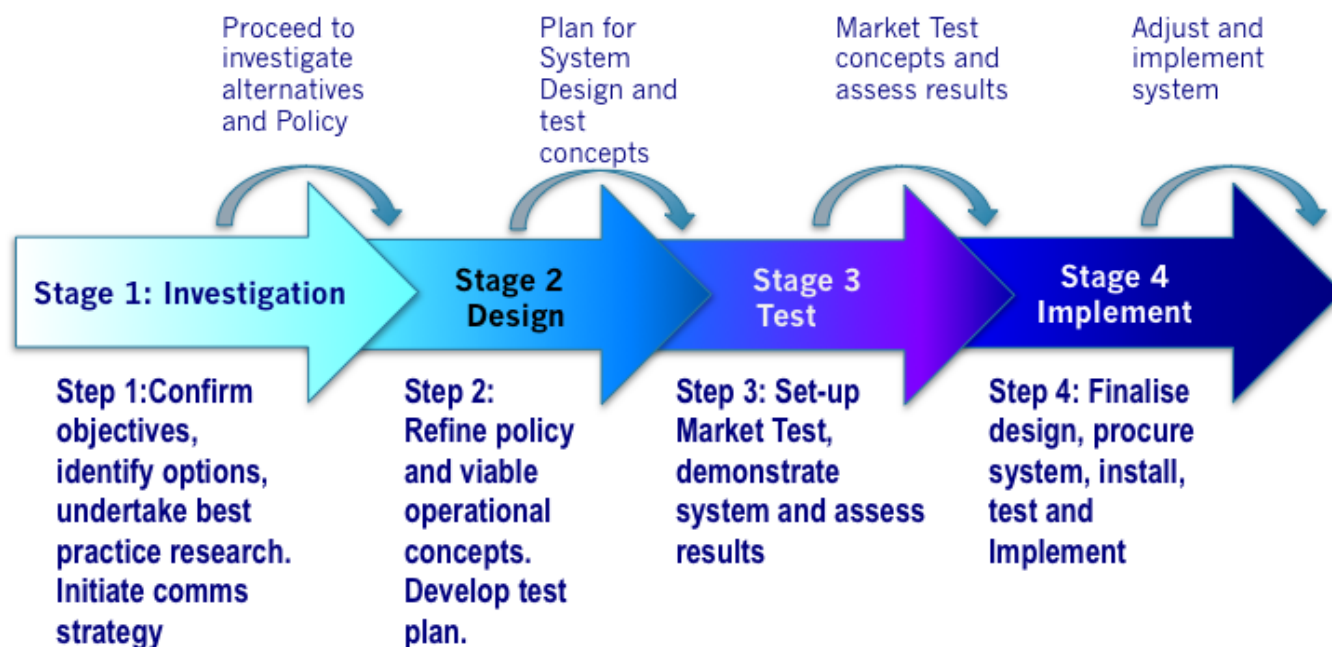 Proceed to
investigate
alternatives
and Policy
Plan for
System
Design and
test
concepts
Market Test
concepts and
assess results
Adjust and
implement
system
Stage 1: Investigation
Stage 2
Design
Stage 3
Test
Stage 4
Implement
Step 1:Confirm
objectives,
identify options,
undertake best
practice research.
Initiate comms
strategy
Step 2:
Refine policy
and viable
operational
concepts.
Develop test
plan.
Step 3: Set-up
Market Test,
demonstrate
system and assess
results
Step 4: Finalise
design, procure
system, install,
test and
Implement